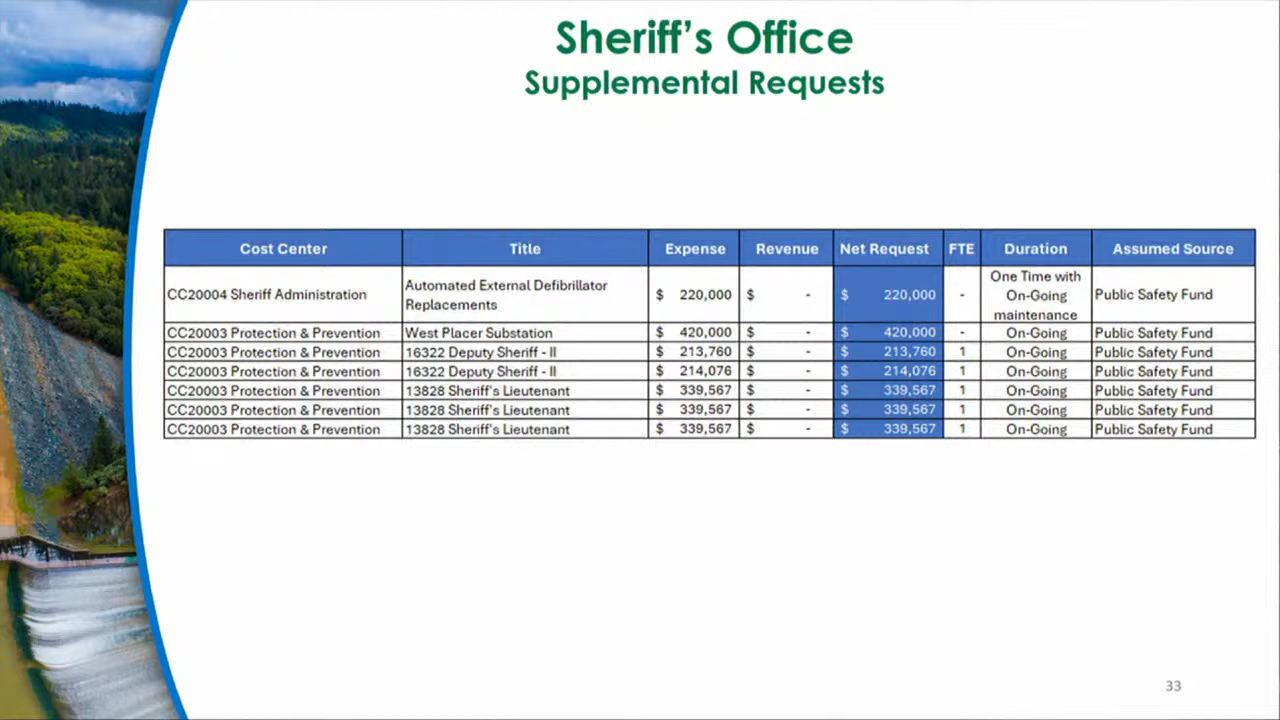 Sheriff's Office
Supplemental Requests
Cost Center Title Expense Revenue Net Request FTE Duration Assumed Source
CC20004 Sheriff Administration Automated External Defibrillator Replacements $ 220,000 $ - $ 220,000 - One Time with On-Going maintenance Public Safety Fund
CC20003 Protection & Prevention West Placer Substation $ 420,000 $ - $ 420,000 - On-Going Public Safety Fund
CC20003 Protection & Prevention 16322 Deputy Sheriff - II $ 213,760 $ - $ 213,760 1 On-Going Public Safety Fund
CC20003 Protection & Prevention 16322 Deputy Sheriff - II $ 214,076 $ - $ 214,076 1 On-Going Public Safety Fund
CC20003 Protection & Prevention 13828 Sheriff's Lieutenant $ 339,567 $ - $ 339,567 1 On-Going Public Safety Fund
CC20003 Protection & Prevention 13828 Sheriff's Lieutenant $ 339,567 $ - $ 339,567 1 On-Going Public Safety Fund
CC20003 Protection & Prevention 13828 Sheriff's Lieutenant $ 339,567 $ - $ 339,567 1 On-Going Public Safety Fund
33